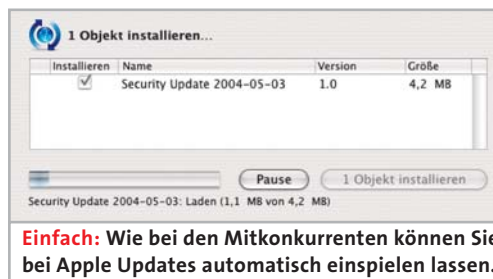 1 Objekt installieren...
Installieren Name Version Größe
Security Update 2004-05-03 1.0 4,2 MB
Pause 1 Objekt installieren
Security Update 2004-05-03: Laden (1,1 MB von 4,2 MB)
Einfach: Wie bei den Mitkonkurrenten können Sie
bei Apple Updates automatisch einspielen lassen.